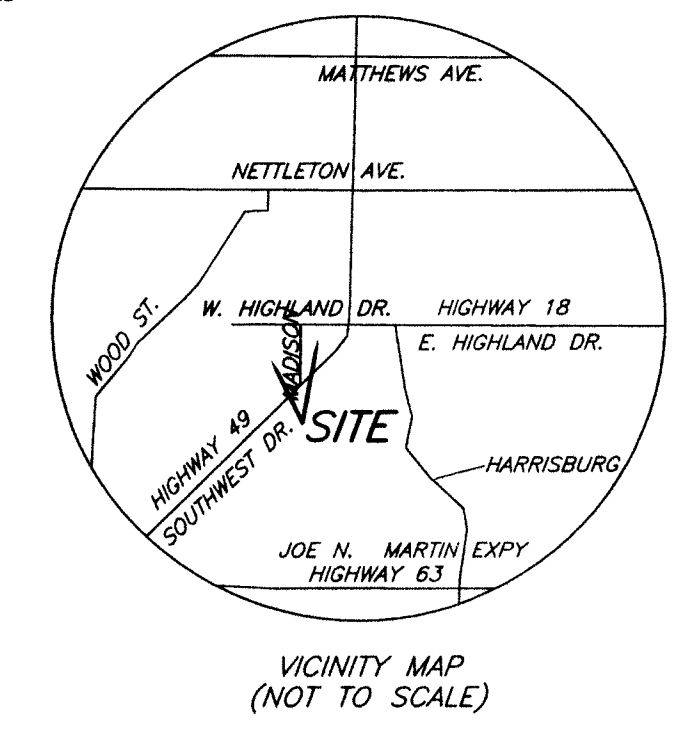 MATTHEWS AVE.
NETTLETON AVE.
W. HIGHLAND DR. HIGHWAY 18
E. HIGHLAND DR.
WOOD ST.
MADISON
SITE
HIGHWAY 49
SOUTHWEST DR.
HARRISBURG
JOE N. MARTIN EXPY
HIGHWAY 63
VICINITY MAP
(NOT TO SCALE)